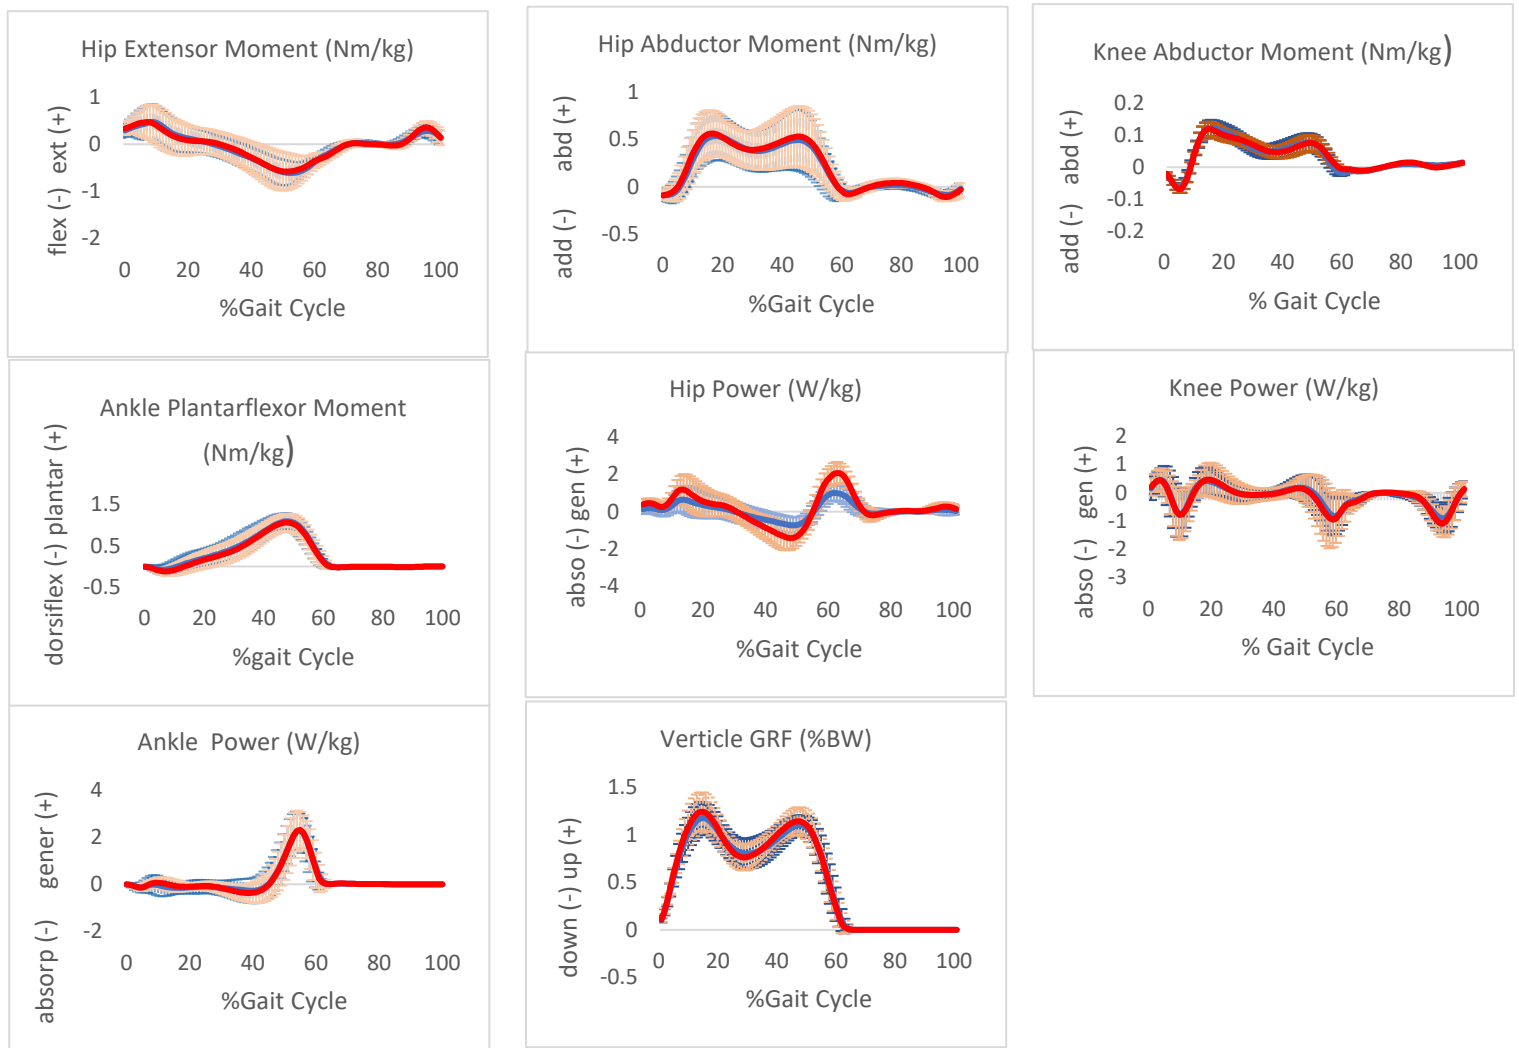 Hip Extensor Moment (Nm/kg)
flex (-) ext (+)
1
0
-1
-2
0 20 40 60 80 100
%Gait Cycle
Hip Abductor Moment (Nm/kg)
add (-) abd (+)
1
0.5
0
-0.5
0 20 40 60 80 100
%Gait Cycle
Knee Abductor Moment (Nm/kg)
add (-) abd (+)
0.2
0.1
0
-0.1
-0.2
0 20 40 60 80 100
% Gait Cycle
Ankle Plantarflexor Moment
(Nm/kg)
dorsiflex (-) plantar (+)
1.5
0.5
-0.5
0 20 40 60 80 100
%gait Cycle
Hip Power (W/kg)
abso (-) gen (+)
4
2
0
-2
-4
0 20 40 60 80 100
%Gait Cycle
Knee Power (W/kg)
abso (-) gen (+)
2
1
0
-1
-2
-3
0 20 40 60 80 100
% Gait Cycle
Ankle Power (W/kg)
absorp (-) gener (+)
4
2
0
-2
0 20 40 60 80 100
%Gait Cycle
Verticle GRF (%BW)
down (-) up (+)
1.5
1
0.5
0
-0.5
0 20 40 60 80 100
%Gait Cycle